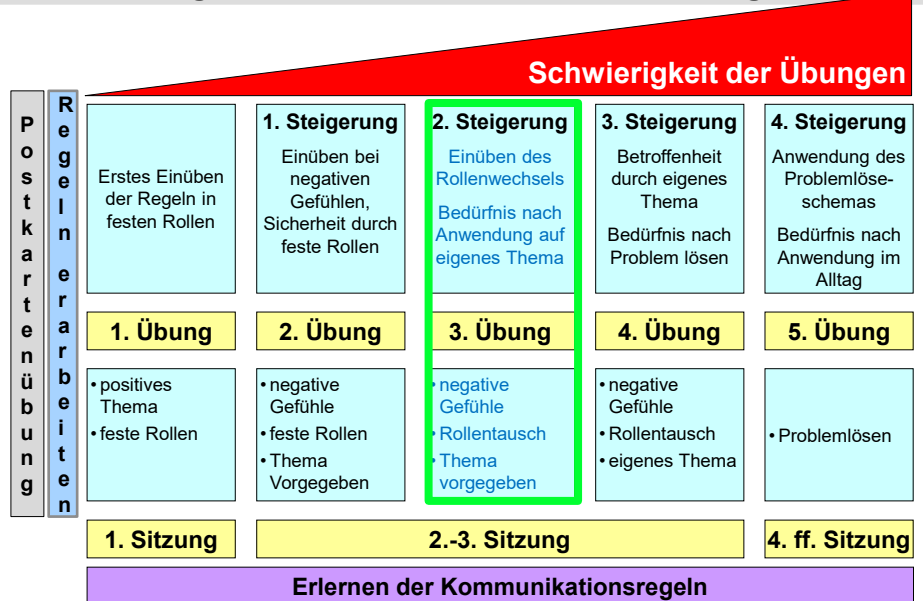 Schwierigkeit der Übungen
Postkartenübung
Regeln erarbeiten
Erstes Einüben
der Regeln in
festen Rollen
1. Steigerung
Einüben bei
negativen
Gefühlen,
Sicherheit durch
feste Rollen
2. Steigerung
Einüben des
Rollenwechsels
Bedürfnis nach
Anwendung auf
eigenes Thema
3. Steigerung
Betroffenheit
durch eigenes
Thema
Bedürfnis nach
Problem lösen
4. Steigerung
Anwendung des
Problemlöse-
schemas
Bedürfnis nach
Anwendung im
Alltag
1. Übung
2. Übung
3. Übung
4. Übung
5. Übung
• positives
Thema
• feste Rollen
• negative
Gefühle
• feste Rollen
• Thema
Vorgegeben
• negative
Gefühle
• Rollentausch
• Thema
vorgegeben
• negative
Gefühle
• Rollentausch
• eigenes Thema
• Problemlösen
1. Sitzung
2.-3. Sitzung
4. ff. Sitzung
Erlernen der Kommunikationsregeln